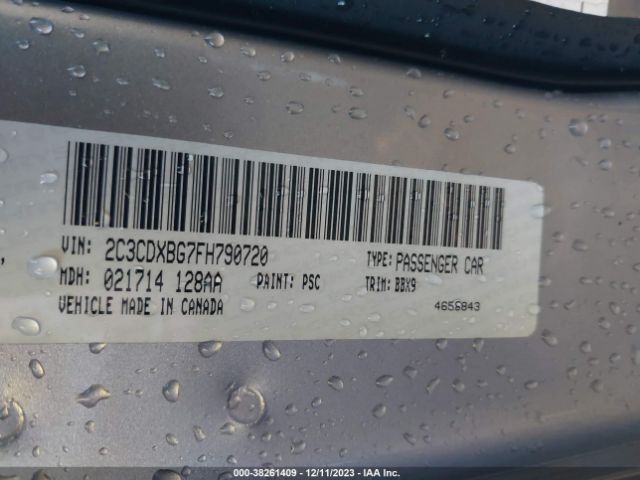 VIN: 2C3CDXBG7FH790720 TYPE: PASSENGER CAR
MDH: 021714 128AA PAINT: PSC TRIM: BBX9
VEHICLE MADE IN CANADA 4656843
000-38261409 - 12/11/2023 - IAA Inc.